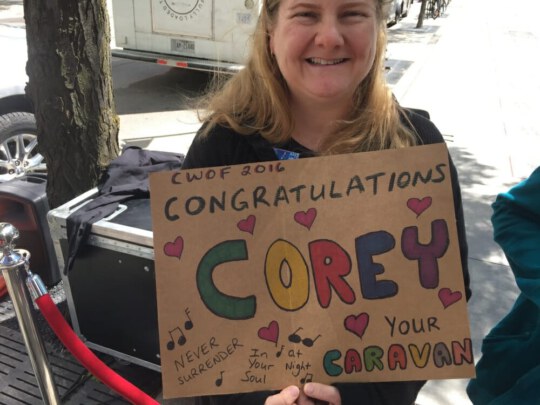 CWOF 2016
CONGRATULATIONS
COREY
NEVER
SURRENDER
In
Your
Soul
at
Night
YOUR
CARAVAN